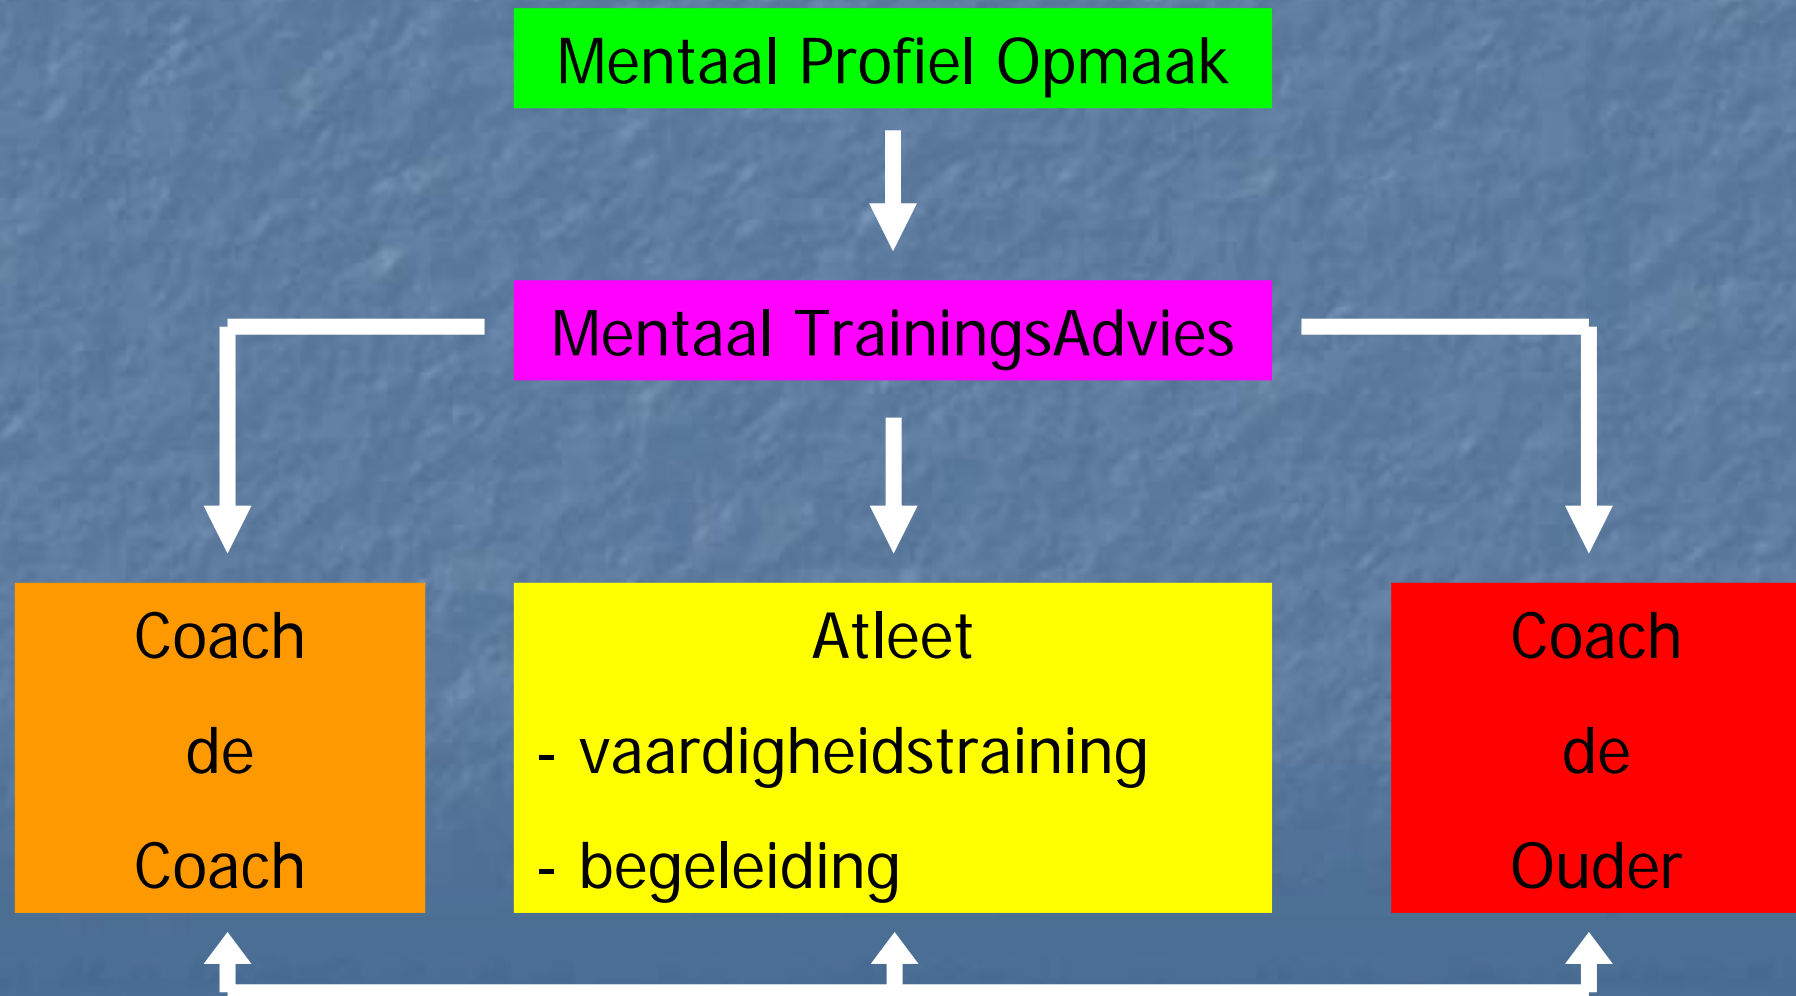 Mentaal Profiel Opmaak
Mentaal TrainingsAdvies
Coach
de
Coach
Atleet
- vaardigheidstraining
- begeleiding
Coach
de
Ouder